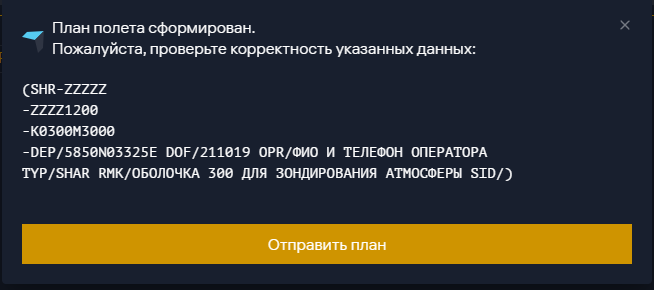 План полета сформирован.
Пожалуйста, проверьте корректность указанных данных:
(SHR-ZZZZZ
-ZZZZ1200
-K0300M3000
-DEP/5850N03325E DOF/211019 OPR/ФИО И ТЕЛЕФОН ОПЕРАТОРА
TYP/SHAR RMK/ОБОЛОЧКА 300 ДЛЯ ЗОНДИРОВАНИЯ АТМОСФЕРЫ SID/)
Отправить план